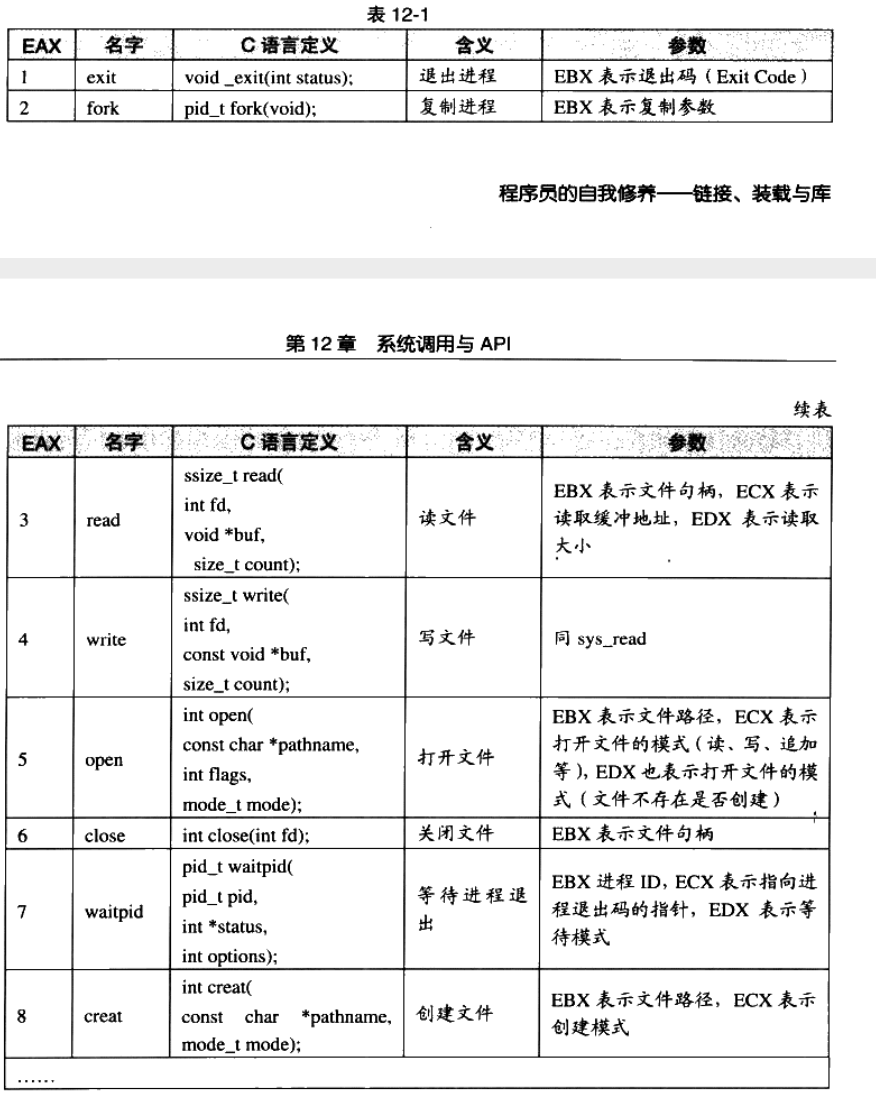 表 12-1
EAX 名字 C 语言定义 含义 参数
1 exit void _exit(int status); 退出进程 EBX 表示退出码（Exit Code）
2 fork pid_t fork(void); 复制进程 EBX 表示复制参数
程序员的自我修养——链接、装载与库
第 12 章 系统调用与 API
续表
EAX 名字 C 语言定义 含义 参数
3 read
ssize_t read(
int fd,
void *buf,
size_t count);
读文件
EBX 表示文件句柄，ECX 表示
读取缓冲地址，EDX 表示读取
大小
4 write
ssize_t write(
int fd,
const void *buf,
size_t count);
写文件
同 sys_read
5 open
int open(
const char *pathname,
int flags,
mode_t mode);
打开文件
EBX 表示文件路径，ECX 表示
打开文件的模式（读、写、追加
等），EDX 也表示打开文件的模
式（文件不存在是否创建）
6 close int close(int fd); 关闭文件 EBX 表示文件句柄
7 waitpid
pid_t waitpid(
pid_t pid,
int *status,
int options);
等待进程退
出
EBX 进程 ID，ECX 表示指向进
程退出码的指针，EDX 表示等
待模式
8 creat
int creat(
const char *pathname,
mode_t mode);
创建文件
EBX 表示文件路径，ECX 表示
创建模式
……